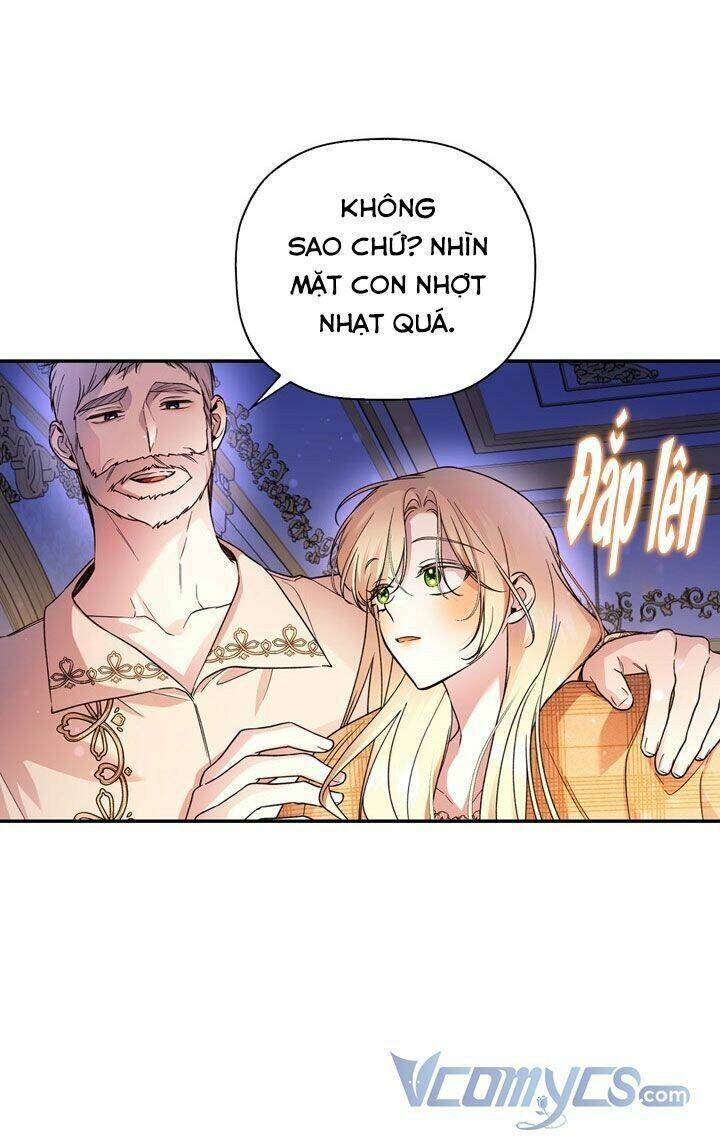 KHÔNG
SAO CHỨ? NHÌN
MẶT CON NHỢT
NHẠT QUÁ.
Đắp lên
VCOMYCS.com